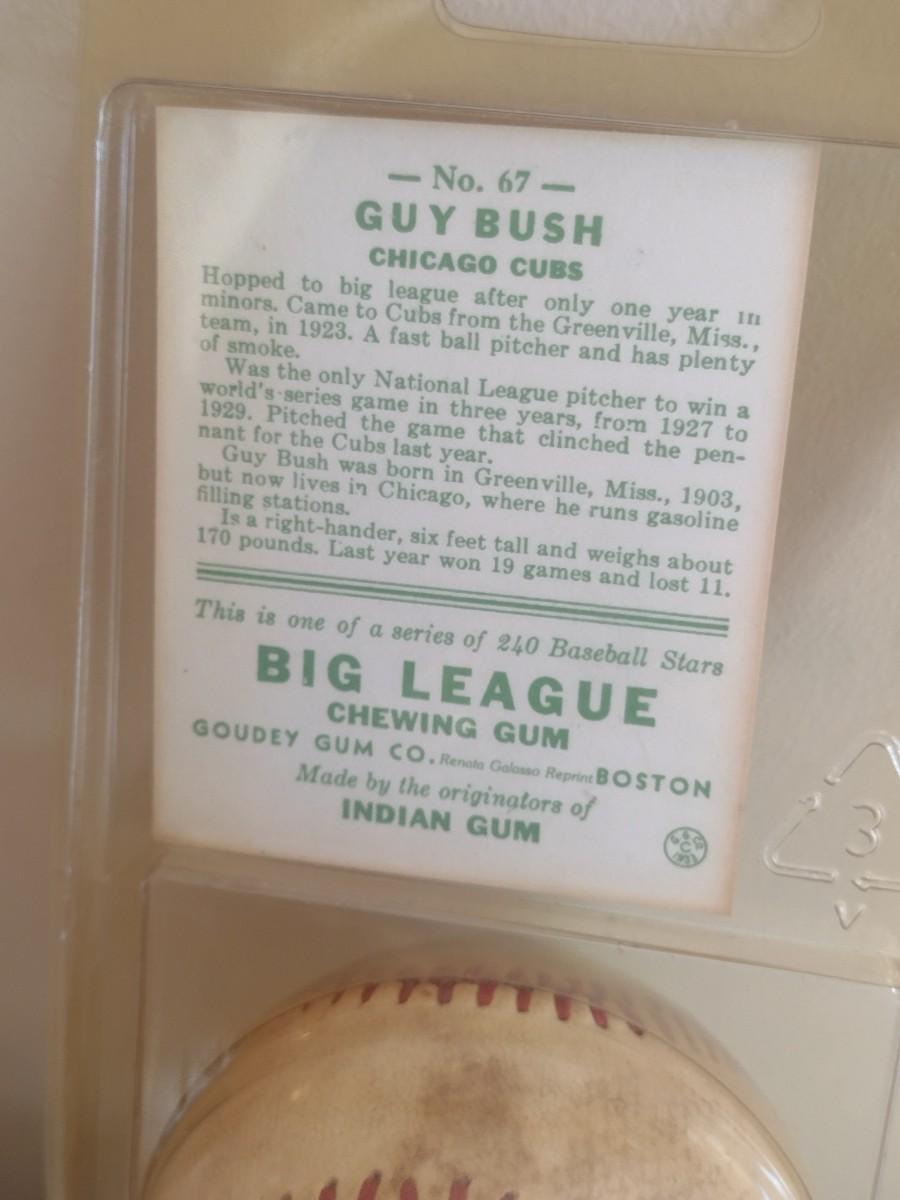 — No. 67 —
GUY BUSH
CHICAGO CUBS
Hopped to big league after only one year in
minors. Came to Cubs from the Greenville, Miss.,
team, in 1923. A fast ball pitcher and has plenty
of smoke.
Was the only National League pitcher to win a
world's series game in three years, from 1927 to
1929. Pitched the game that clinched the pen-
nant for the Cubs last year.
Guy Bush was born in Greenville, Miss., 1903,
but now lives in Chicago, where he runs gasoline
filling stations.
Is a right-hander, six feet tall and weighs about
170 pounds. Last year won 19 games and lost 11.
This is one of a series of 240 Baseball Stars
BIG LEAGUE
CHEWING GUM
GOUDEY GUM CO. Renata Galasso Reprint BOSTON
Made by the originators of
INDIAN GUM
3
V